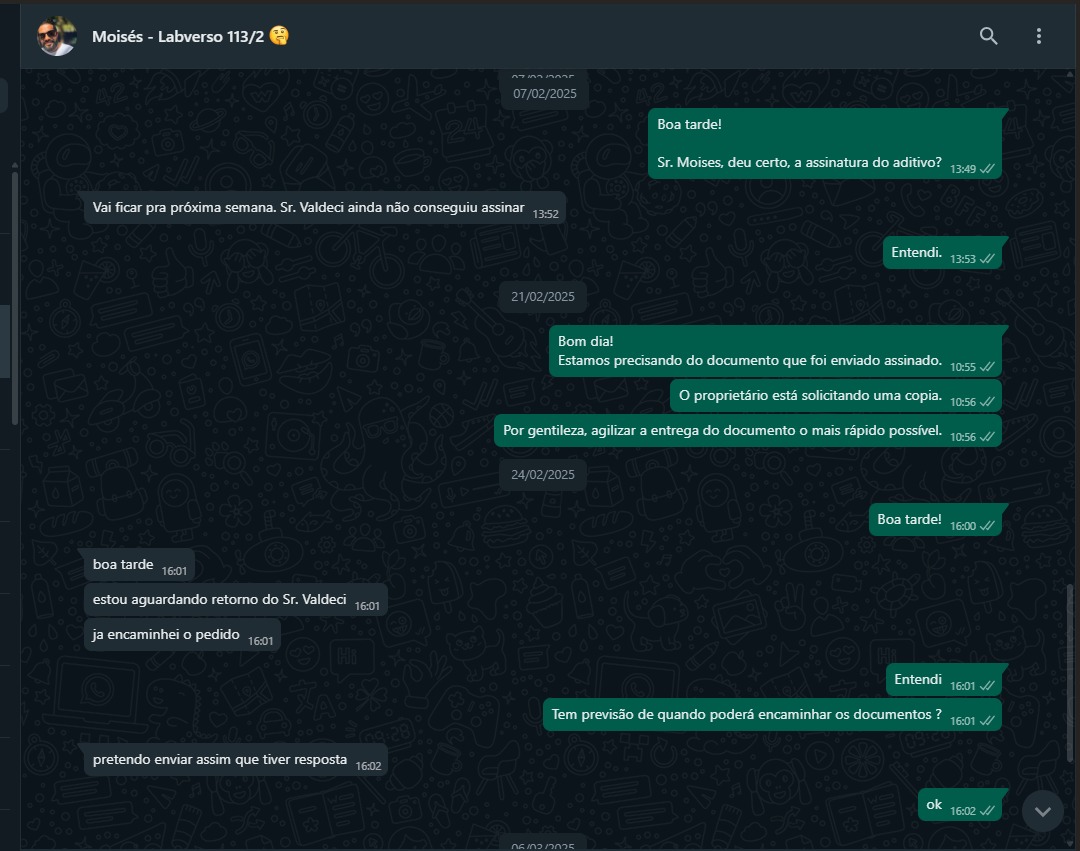 Moisés - Labverso 113/2 🤔
07/02/2025
07/02/2025
Boa tarde!
Sr. Moises, deu certo, a assinatura do aditivo? 13:49
Vai ficar pra próxima semana. Sr. Valdeci ainda não conseguiu assinar 13:52
Entendi. 13:53
21/02/2025
Bom dia!
Estamos precisando do documento que foi enviado assinado. 10:55
O proprietário está solicitando uma copia. 10:56
Por gentileza, agilizar a entrega do documento o mais rápido possível. 10:56
24/02/2025
Boa tarde! 16:00
boa tarde 16:01
estou aguardando retorno do Sr. Valdeci 16:01
ja encaminhei o pedido 16:01
Entendi 16:01
Tem previsão de quando poderá encaminhar os documentos ? 16:01
pretendo enviar assim que tiver resposta 16:02
ok 16:02
06/03/2025